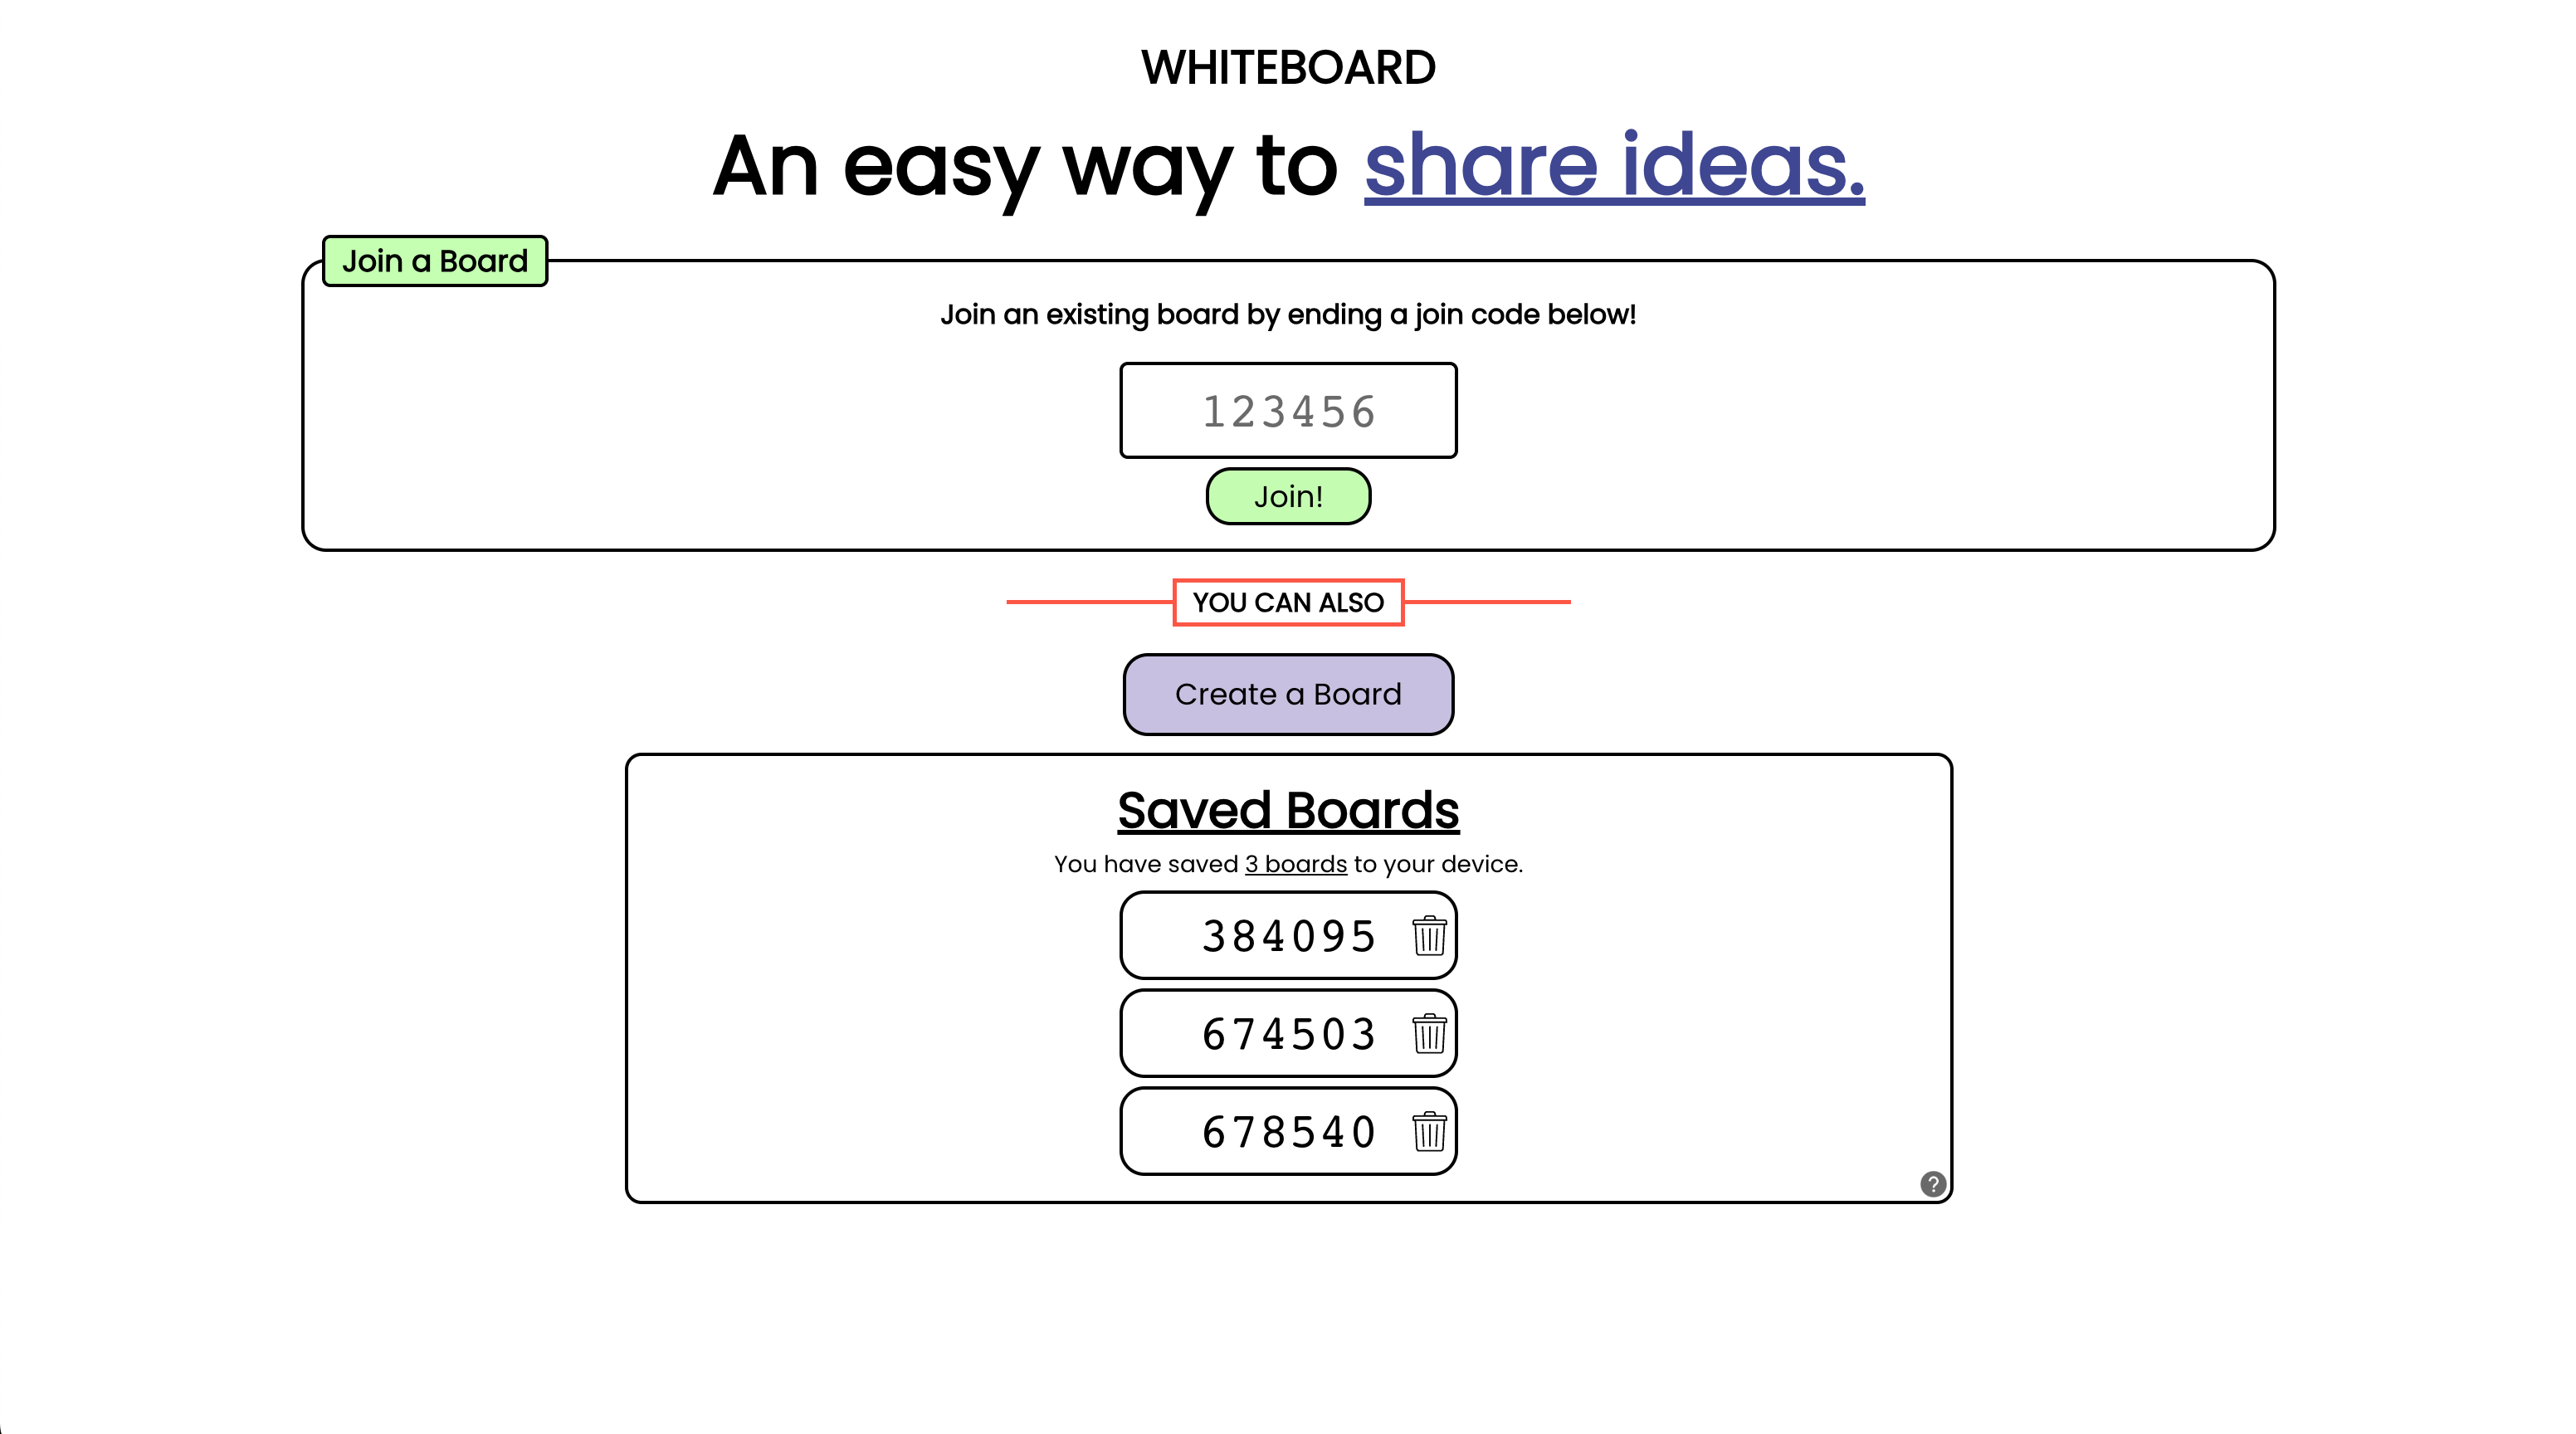 WHITEBOARD
An easy way to share ideas.
Join a Board
Join an existing board by ending a join code below!
123456
Join!
YOU CAN ALSO
Create a Board
Saved Boards
You have saved 3 boards to your device.
384095
674503
678540
?